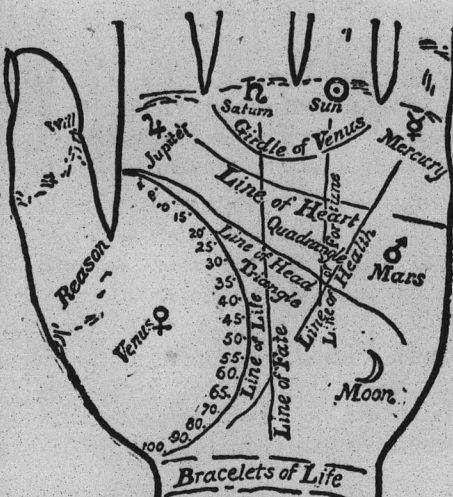 Will
Saturn
Sun
Jupiter
Girdle of Venus
Mercury
Line of Heart
Quadrangle
Line of Fortune
Line of Health
Mars
Reason
Line of Head
Triangle
Venus
10
15
20
25
30
35
40
45
50
55
60
65
70
80
90
100
Line of Life
Line of Fate
Moon
Bracelets of Life